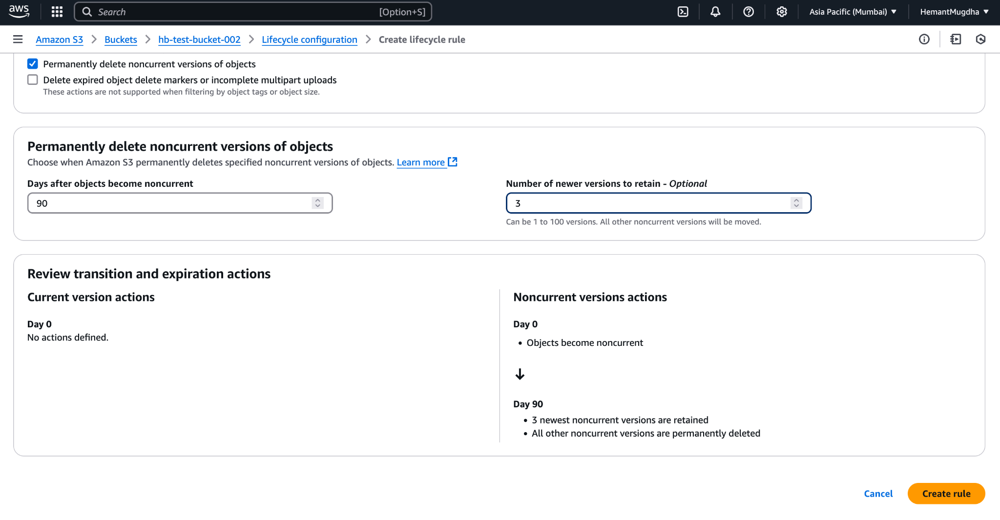 aws Search [Option+S] Asia Pacific (Mumbai) HemantMugdha
Amazon S3 Buckets hb-test-bucket-002 Lifecycle configuration Create lifecycle rule
Permanently delete noncurrent versions of objects
Delete expired object delete markers or incomplete multipart uploads
These actions are not supported when filtering by object tags or object size.
Permanently delete noncurrent versions of objects
Choose when Amazon S3 permanently deletes specified noncurrent versions of objects. Learn more
Days after objects become noncurrent
90
Number of newer versions to retain - Optional
3
Can be 1 to 100 versions. All other noncurrent versions will be moved.
Review transition and expiration actions
Current version actions
Day 0
No actions defined.
Noncurrent versions actions
Day 0
• Objects become noncurrent
Day 90
• 3 newest noncurrent versions are retained
• All other noncurrent versions are permanently deleted
Cancel Create rule